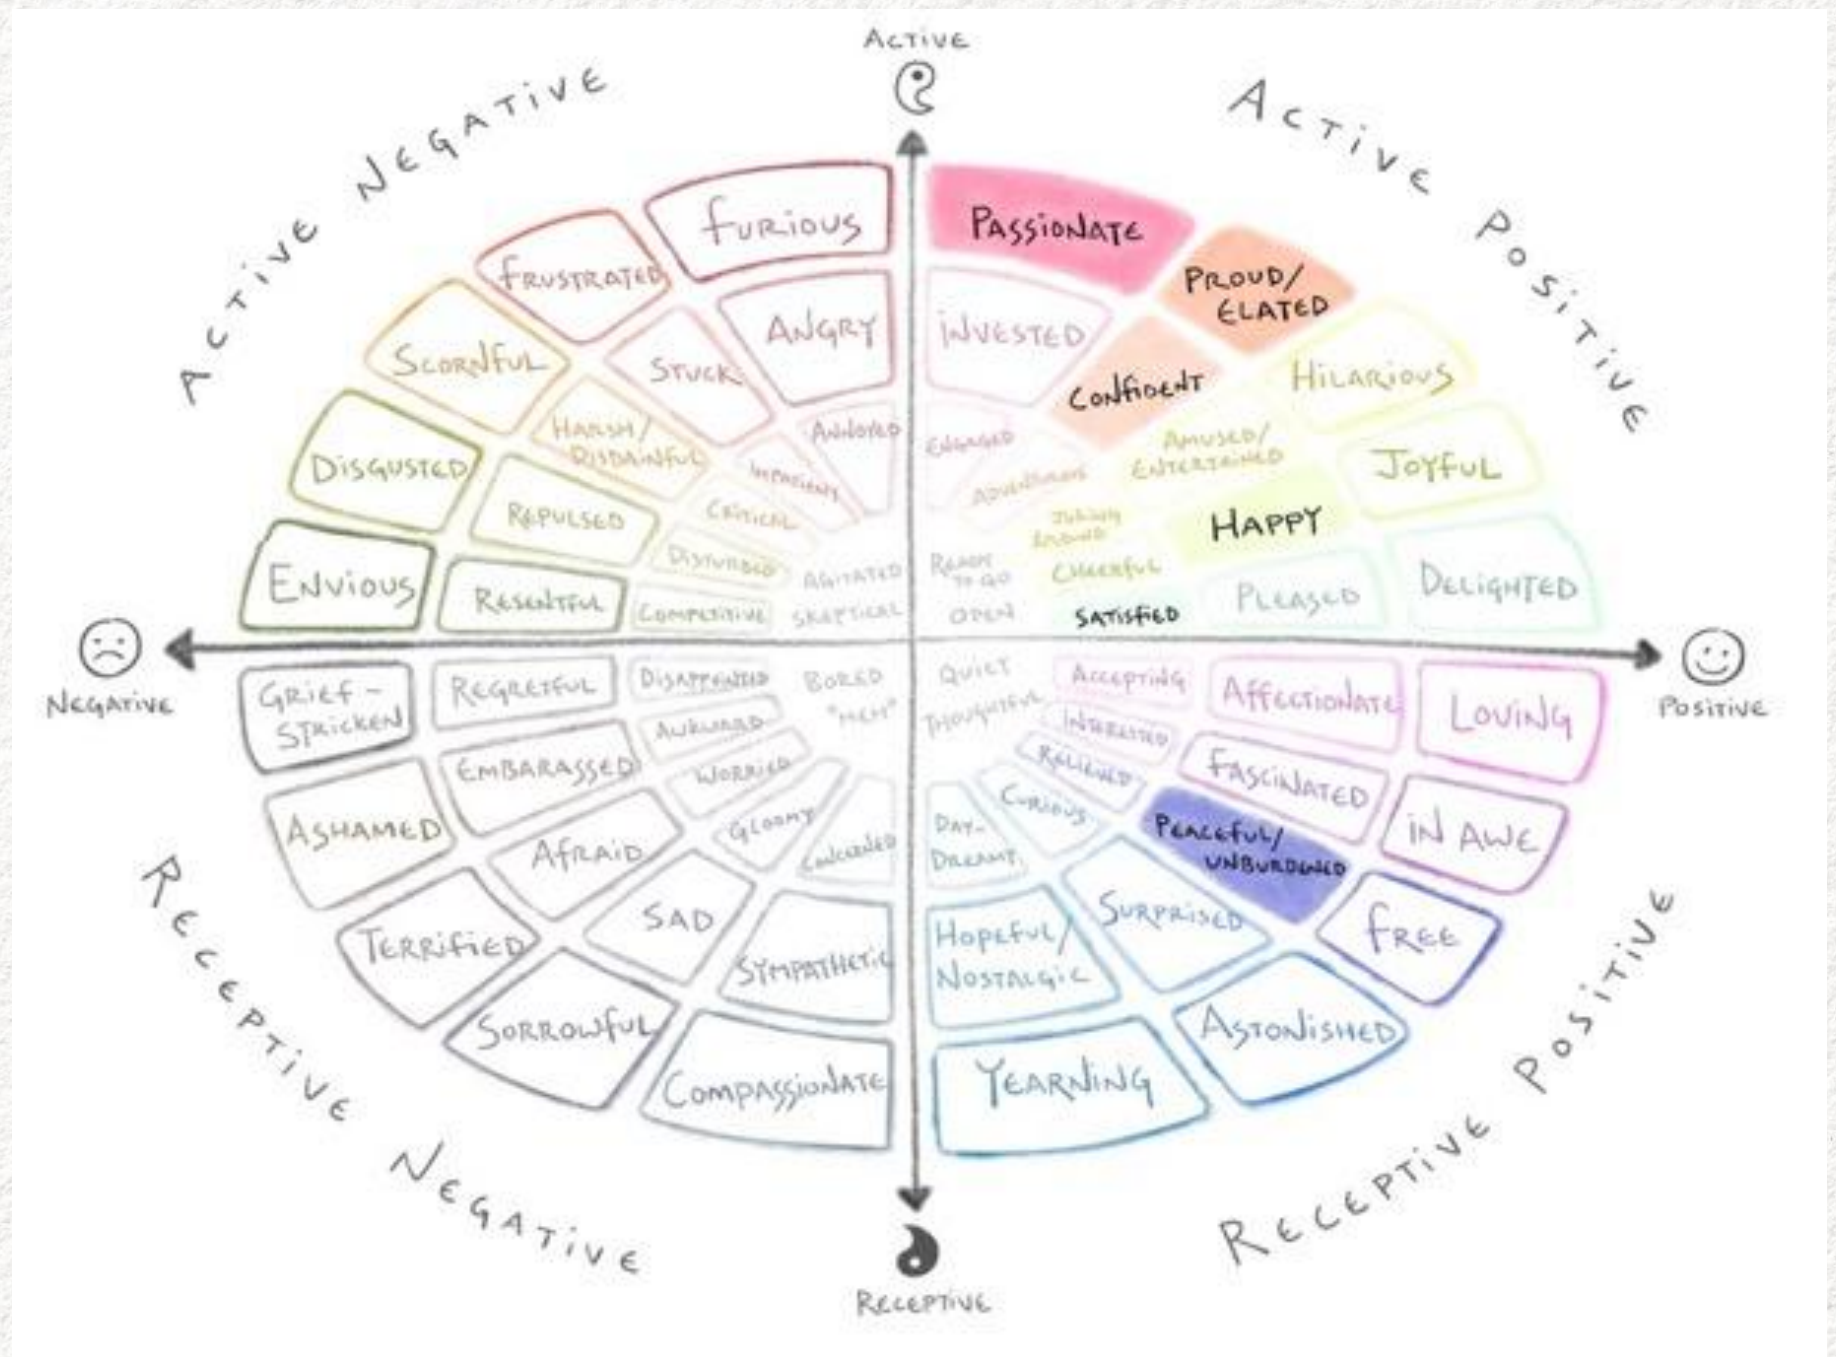 ACTIVE
ACTIVE NEGATIVE
ACTIVE POSITIVE
FURIOUS
PASSIONATE
FRUSTRATED
PROUD/
ELATED
ANGRY
INVESTED
SCORNFUL
STUCK
CONFIDENT
HILARIOUS
HARSH/
DISDAINFUL
ANNOYED
ENGAGED
AMUSED/
ENTERTAINED
DISGUSTED
IMPATIENT
ADVENTUROUS
JOYFUL
REPULSED
CRITICAL
JOKING
AROUND
HAPPY
DISTURBED
AGITATED
READY
TO GO
CHEERFUL
ENVIOUS
RESENTFUL
COMPETITIVE
SKEPTICAL
OPEN
SATISFIED
PLEASED
DELIGHTED
NEGATIVE
POSITIVE
GRIEF-
STRICKEN
REGRETFUL
DISAPPOINTED
BORED
"MEH"
QUIET
THOUGHTFUL
ACCEPTING
AFFECTIONATE
LOVING
EMBARASSED
AWKWARD
INTERESTED
FASCINATED
ASHAMED
WORRIED
RELIEVED
IN AWE
AFRAID
GLOOMY
CONCERNED
DAY-
DREAMY
CURIOUS
PEACEFUL/
UNBURDENED
TERRIFIED
SAD
SYMPATHETIC
HOPEFUL/
NOSTALGIC
SURPRISED
FREE
SORROWFUL
COMPASSIONATE
YEARNING
ASTONISHED
RECEPTIVE NEGATIVE
RECEPTIVE POSITIVE
RECEPTIVE